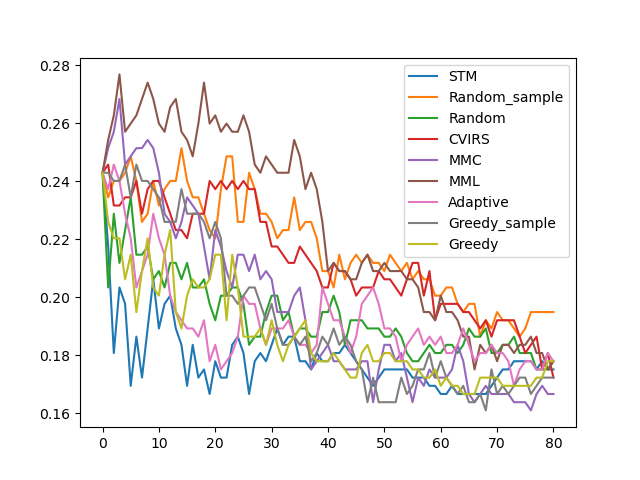 0.28
0.26
0.24
0.22
0.20
0.18
0.16
0 10 20 30 40 50 60 70 80
STM
Random_sample
Random
CVIRS
MMC
MML
Adaptive
Greedy_sample
Greedy